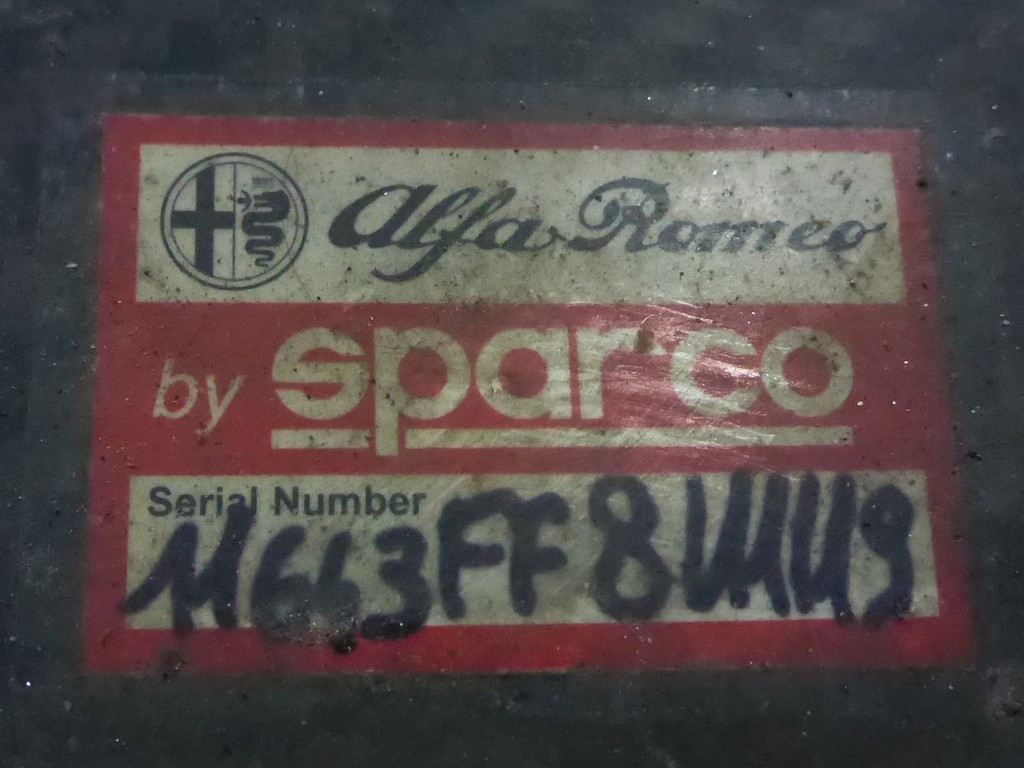 Alfa Romeo
by sparco
Serial Number